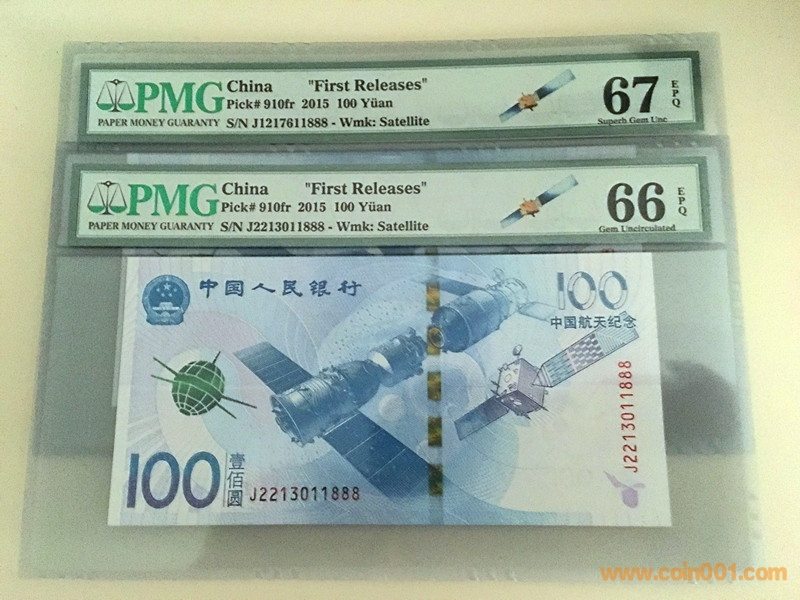 PMG
PAPER MONEY GUARANTY
China "First Releases"
Pick# 910fr 2015 100 Yüan
S/N J1217611888 - Wmk: Satellite
67
EPQ
Superb Gem Unc
PMG
PAPER MONEY GUARANTY
China "First Releases"
Pick# 910fr 2015 100 Yüan
S/N J2213011888 - Wmk: Satellite
66
EPQ
Gem Uncirculated
中国人民银行
100
中国航天纪念
J2213011888
100
壹佰圆
J2213011888
www.coin001.com